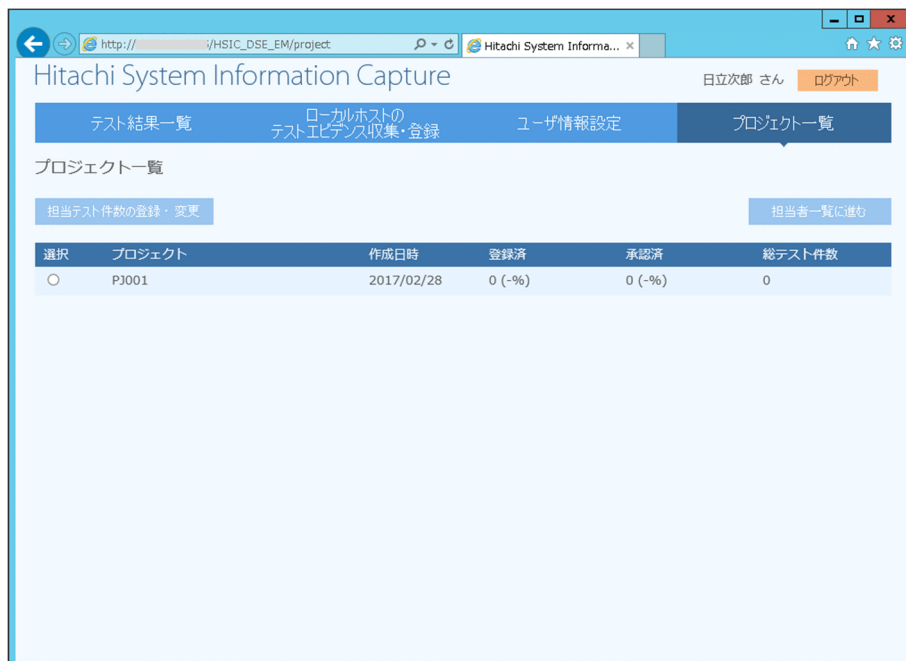 http:// /HSIC_DSE_EM/project
Hitachi System Informa...
Hitachi System Information Capture
日立次郎 さん
ログアウト
テスト結果一覧
ローカルホストの
テストエビデンス収集・登録
ユーザ情報設定
プロジェクト一覧
プロジェクト一覧
担当テスト件数の登録・変更
担当者一覧に進む
選択 プロジェクト 作成日時 登録済 承認済 総テスト件数
PJ001 2017/02/28 0 (-%) 0 (-%) 0